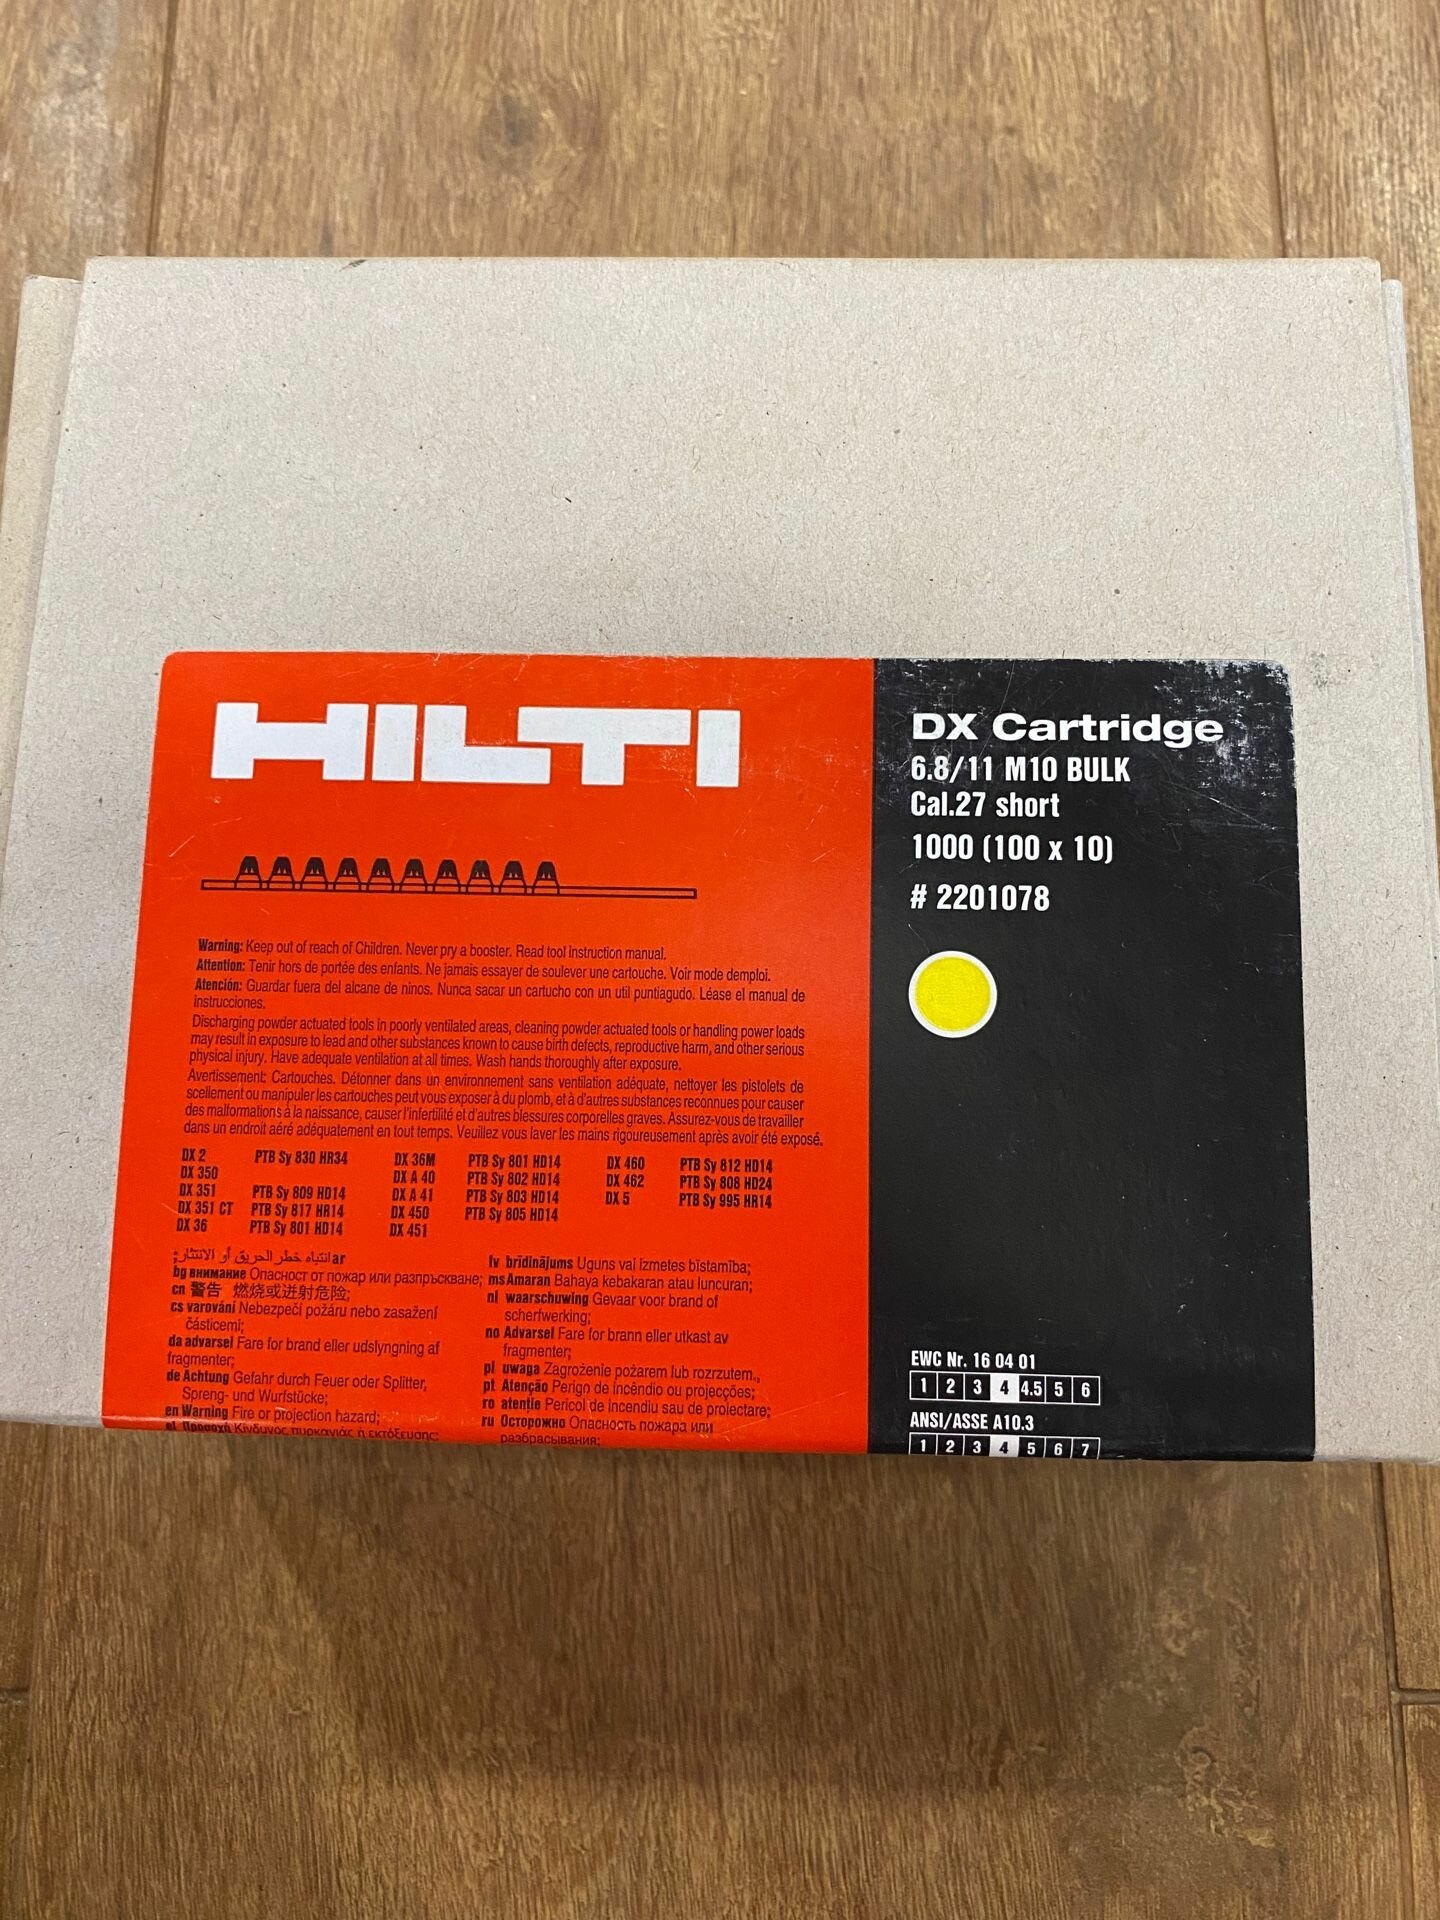 HILTI
Warning: Keep out of reach of Children. Never pry a booster. Read tool instruction manual.
Attention: Tenir hors de portée des enfants. Ne jamais essayer de soulever une cartouche. Voir mode demploi.
Atención: Guardar fuera del alcane de ninos. Nunca sacar un cartucho con un util puntiagudo. Léase el manual de
instrucciones.
Discharging powder actuated tools in poorly ventilated areas, cleaning powder actuated tools or handling power loads
may result in exposure to lead and other substances known to cause birth defects, reproductive harm, and other serious
physical injury. Have adequate ventilation at all times. Wash hands thoroughly after exposure.
Avertissement: Cartouches. Détonner dans un environnement sans ventilation adéquate, nettoyer les pistolets de
scellement ou manipuler les cartouches peut vous exposer à du plomb, et à d'autres substances reconnues pour causer
des malformations à la naissance, causer l'infertilité et d'autres blessures corporelles graves. Assurez-vous de travailler
dans un endroit aéré adéquatement en tout temps. Veuillez vous laver les mains rigoureusement après avoir été exposé.
DX 2 PTB Sy 830 HR34
DX 350
DX 351 PTB Sy 809 HD14
DX 351 CT PTB Sy 817 HR14
DX 36 PTB Sy 801 HD14
DX 36M PTB Sy 801 HD14
DX A 40 PTB Sy 802 HD14
DX A 41 PTB Sy 803 HD14
DX 450 PTB Sy 805 HD14
DX 451
DX 460 PTB Sy 812 HD14
DX 462 PTB Sy 808 HD24
DX 5 PTB Sy 995 HR14
ar انتباه خطر الحريق أو الانتثار;
bg внимание Опасност от пожар или разпръскване;
cn 警告 燃烧或迸射危险;
cs varování Nebezpečí požáru nebo zasažení
částicemi;
da advarsel Fare for brand eller udslyngning af
fragmenter;
de Achtung Gefahr durch Feuer oder Splitter,
Spreng- und Wurfstücke;
en Warning Fire or projection hazard;
el Προσοχή Κίνδυνος πυρκαγιάς ή εκτόξευσης;
lv brīdinājums Uguns vai izmetes bīstamība;
ms Amaran Bahaya kebakaran atau luncuran;
nl waarschuwing Gevaar voor brand of
scherfwerking;
no Advarsel Fare for brann eller utkast av
fragmenter;
pl uwaga Zagrożenie pożarem lub rozrzutem.,
pt Atenção Perigo de incêndio ou projecções;
ro atenție Pericol de incendiu sau de proiectare;
ru Осторожно Опасность пожара или
разбрасывания;
DX Cartridge
6.8/11 M10 BULK
Cal.27 short
1000 (100 x 10)
# 2201078
EWC Nr. 16 04 01
1 2 3 4 4.5 5 6
ANSI/ASSE A10.3
1 2 3 4 5 6 7